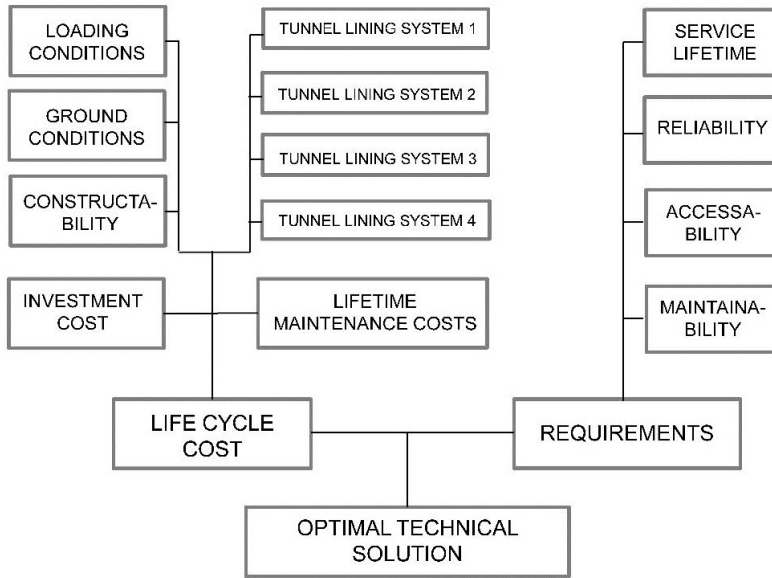 LOADING
CONDITIONS
TUNNEL LINING SYSTEM 1
SERVICE
LIFETIME
GROUND
CONDITIONS
TUNNEL LINING SYSTEM 2
RELIABILITY
TUNNEL LINING SYSTEM 3
CONSTRUCTA-
BILITY
TUNNEL LINING SYSTEM 4
ACCESSA-
BILITY
INVESTMENT
COST
LIFETIME
MAINTENANCE COSTS
MAINTAINA-
BILITY
LIFE CYCLE
COST
REQUIREMENTS
OPTIMAL TECHNICAL
SOLUTION